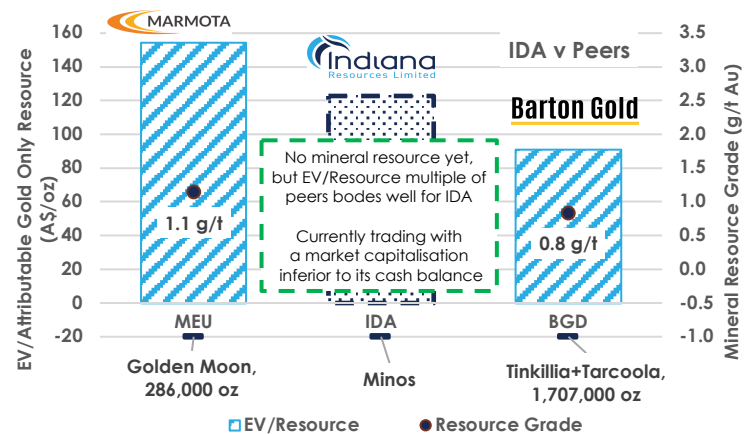 MARMOTA
Indiana
Resources Limited
IDA v Peers
Barton Gold
EV/Attributable Gold Only Resource
(A$/oz)
160
140
120
100
80
60
40
20
0
-20
No mineral resource yet,
but EV/Resource multiple of
peers bodes well for IDA
Currently trading with
a market capitalisation
inferior to its cash balance
1.1 g/t
0.8 g/t
3.5
3.0
2.5
2.0
1.5
1.0
0.5
0.0
-0.5
-1.0
Mineral Resource Grade (g/t Au)
MEU
IDA
BGD
Golden Moon,
286,000 oz
Minos
Tinkillia+Tarcoola,
1,707,000 oz
EV/Resource
Resource Grade